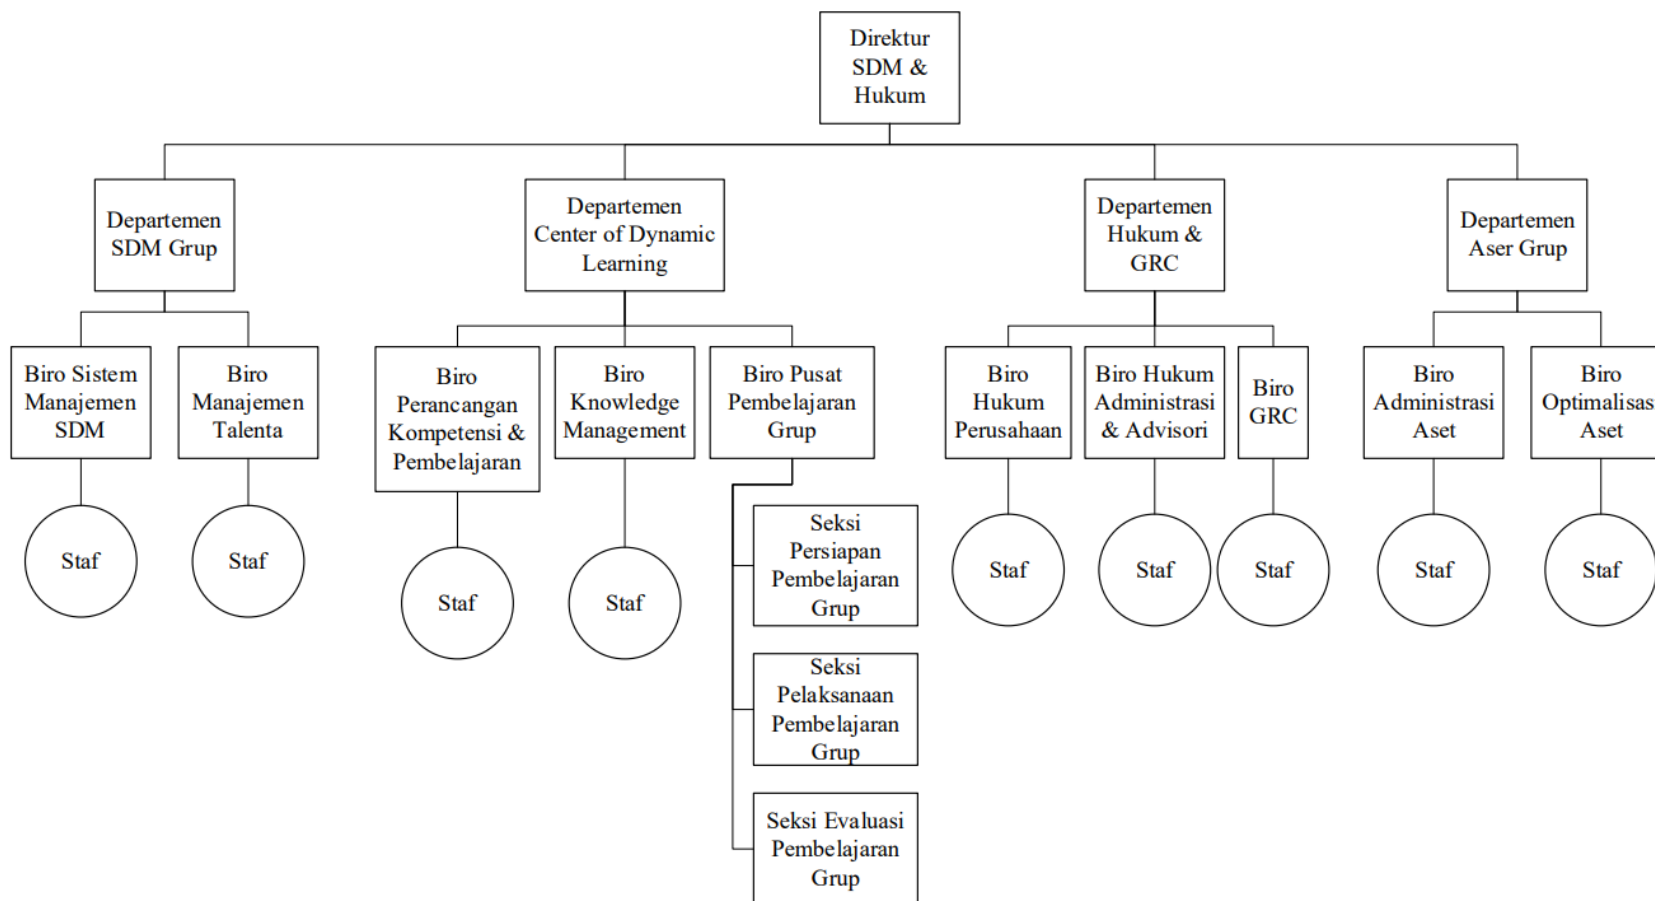 Direktur
SDM &
Hukum
Departemen
SDM Grup
Departemen
Center of Dynamic
Learning
Departemen
Hukum &
GRC
Departemen
Aser Grup
Biro Sistem
Manajemen
SDM
Biro
Manajemen
Talenta
Biro
Perancangan
Kompetensi &
Pembelajaran
Biro
Knowledge
Management
Biro Pusat
Pembelajaran
Grup
Biro
Hukum
Perusahaan
Biro Hukum
Administrasi
& Advisori
Biro
GRC
Biro
Administrasi
Aset
Biro
Optimalisasi
Aset
Staf
Staf
Staf
Staf
Seksi
Persiapan
Pembelajaran
Grup
Seksi
Pelaksanaan
Pembelajaran
Grup
Seksi Evaluasi
Pembelajaran
Grup
Staf
Staf
Staf
Staf
Staf